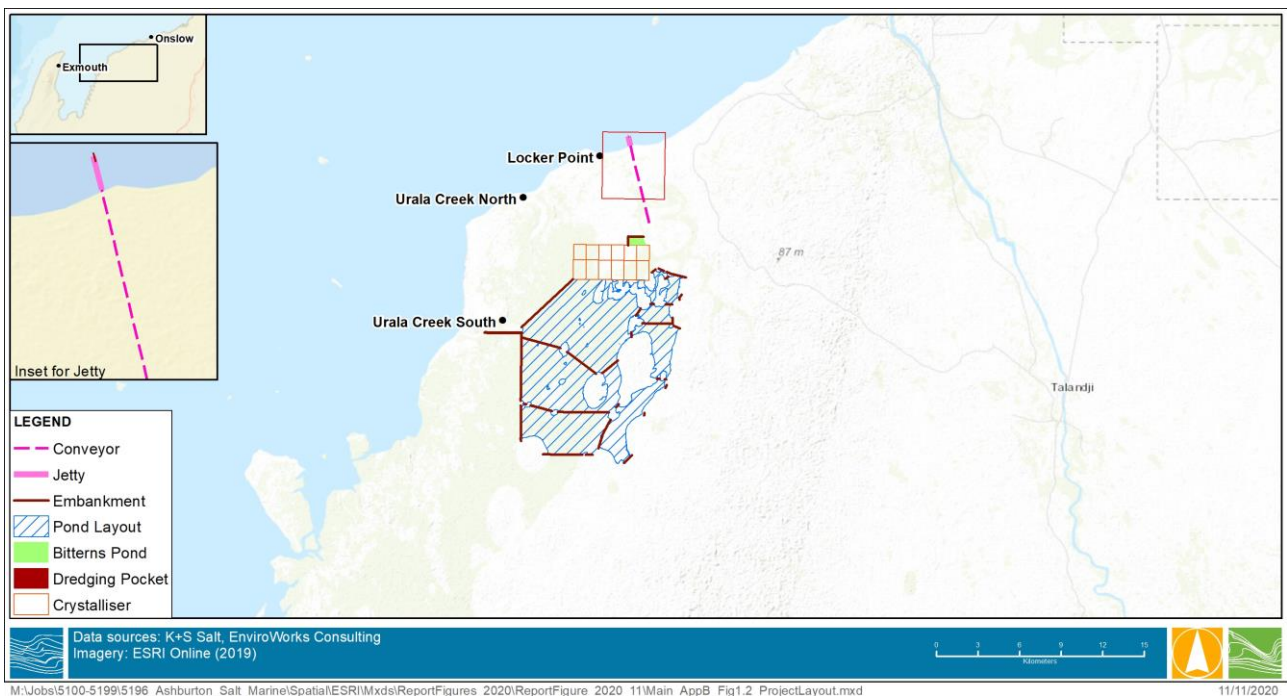 Onslow
Exmouth
Inset for Jetty
Locker Point
Urala Creek North
87 m
Urala Creek South
Talandji
LEGEND
Conveyor
Jetty
Embankment
Pond Layout
Bitterns Pond
Dredging Pocket
Crystalliser
Data sources: K+S Salt, EnviroWorks Consulting
Imagery: ESRI Online (2019)
0 3 6 9 12 15
Kilometers
M:\Jobs\5100-5199\5196_Ashburton_Salt_Marine\Spatial\ESRI\Mxds\ReportFigures_2020\ReportFigure_2020_11\Main_AppB_Fig1.2_ProjectLayout.mxd
11/11/2020